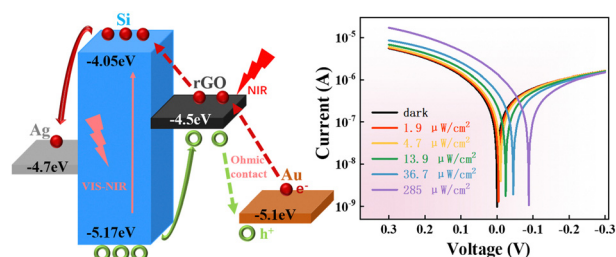 Si
-4.05eV
rGO
NIR
-4.5eV
Ag
-4.7eV
VIS-NIR
Ohmic
contact
Au
e-
-5.1eV
-5.17eV
h+
Current (A)
10-5
10-6
10-7
10-8
10-9
dark
1.9 μW/cm2
4.7 μW/cm2
13.9 μW/cm2
36.7 μW/cm2
285 μW/cm2
0.3 0.2 0.1 0.0 -0.1 -0.2 -0.3
Voltage (V)